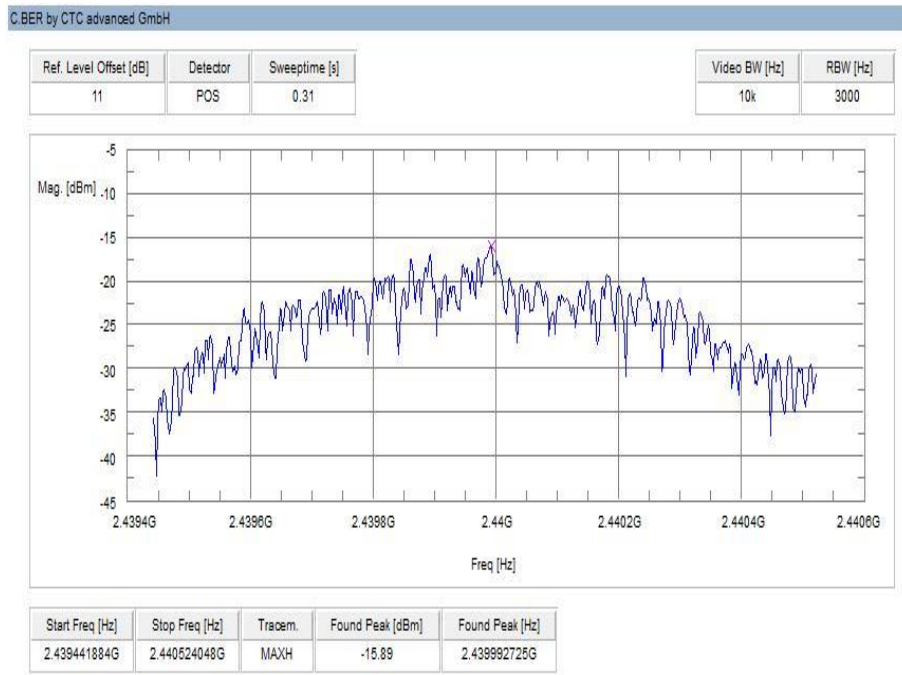 C.BER by CTC advanced GmbH
Ref. Level Offset [dB] Detector Sweeptime [s] Video BW [Hz] RBW [Hz]
11 POS 0.31 10k 3000
-5
Mag. [dBm] -10
-15
-20
-25
-30
-35
-40
-45
2.4394G 2.4396G 2.4398G 2.44G 2.4402G 2.4404G 2.4406G
Freq [Hz]
Start Freq [Hz] Stop Freq [Hz] Tracem. Found Peak [dBm] Found Peak [Hz]
2.439441884G 2.440524048G MAXH -15.89 2.439992725G